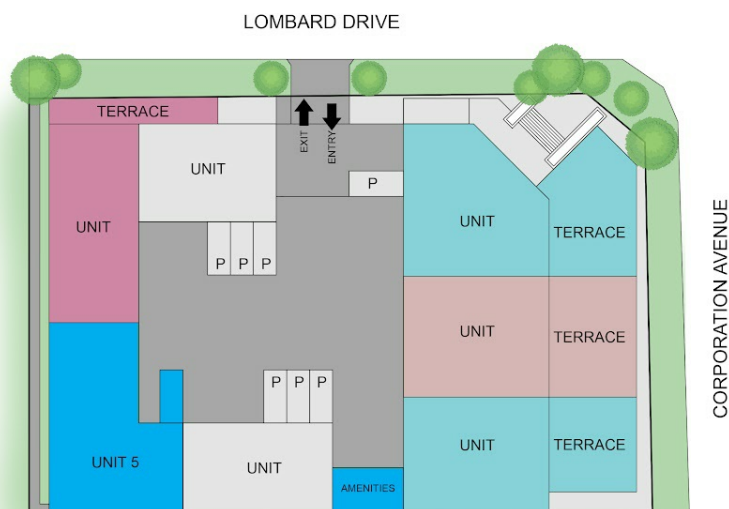 LOMBARD DRIVE
TERRACE
EXIT
ENTRY
UNIT
P
UNIT
UNIT
TERRACE
P P P
CORPORATION AVENUE
UNIT
TERRACE
P P P
UNIT
TERRACE
UNIT 5
UNIT
AMENITIES